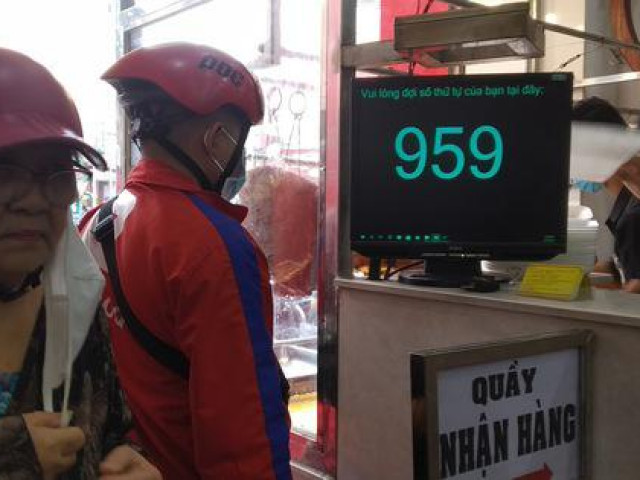 Vui lòng đợi số thứ tự của bạn tại đây:
959
QUẦY
NHẬN HÀNG